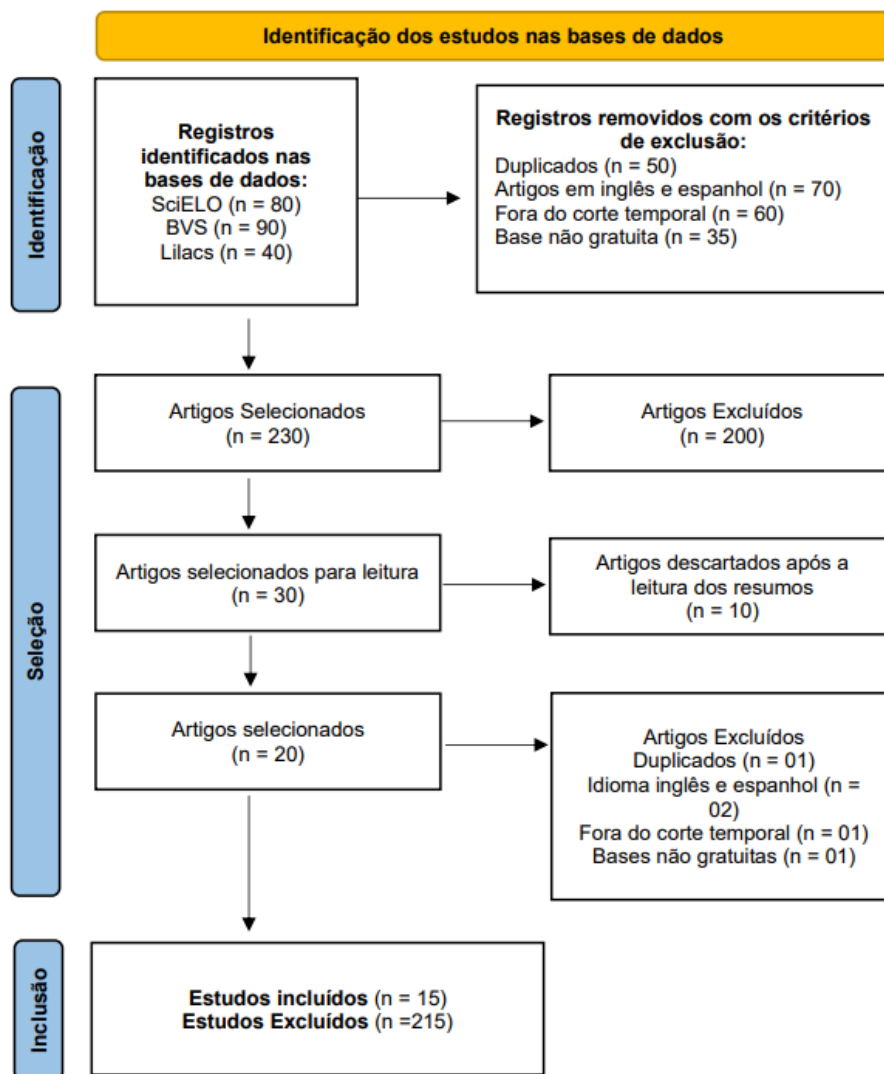 Identificação dos estudos nas bases de dados
Identificação
Registros
identificados nas
bases de dados:
SciELO (n = 80)
BVS (n = 90)
Lilacs (n = 40)
Registros removidos com os critérios
de exclusão:
Duplicados (n = 50)
Artigos em inglês e espanhol (n = 70)
Fora do corte temporal (n = 60)
Base não gratuita (n = 35)
Seleção
Artigos Selecionados
(n = 230)
Artigos Excluídos
(n = 200)
Artigos selecionados para leitura
(n = 30)
Artigos descartados após a
leitura dos resumos
(n = 10)
Artigos selecionados
(n = 20)
Artigos Excluídos
Duplicados (n = 01)
Idioma inglês e espanhol (n =
02)
Fora do corte temporal (n = 01)
Bases não gratuitas (n = 01)
Inclusão
Estudos incluídos (n = 15)
Estudos Excluídos (n =215)